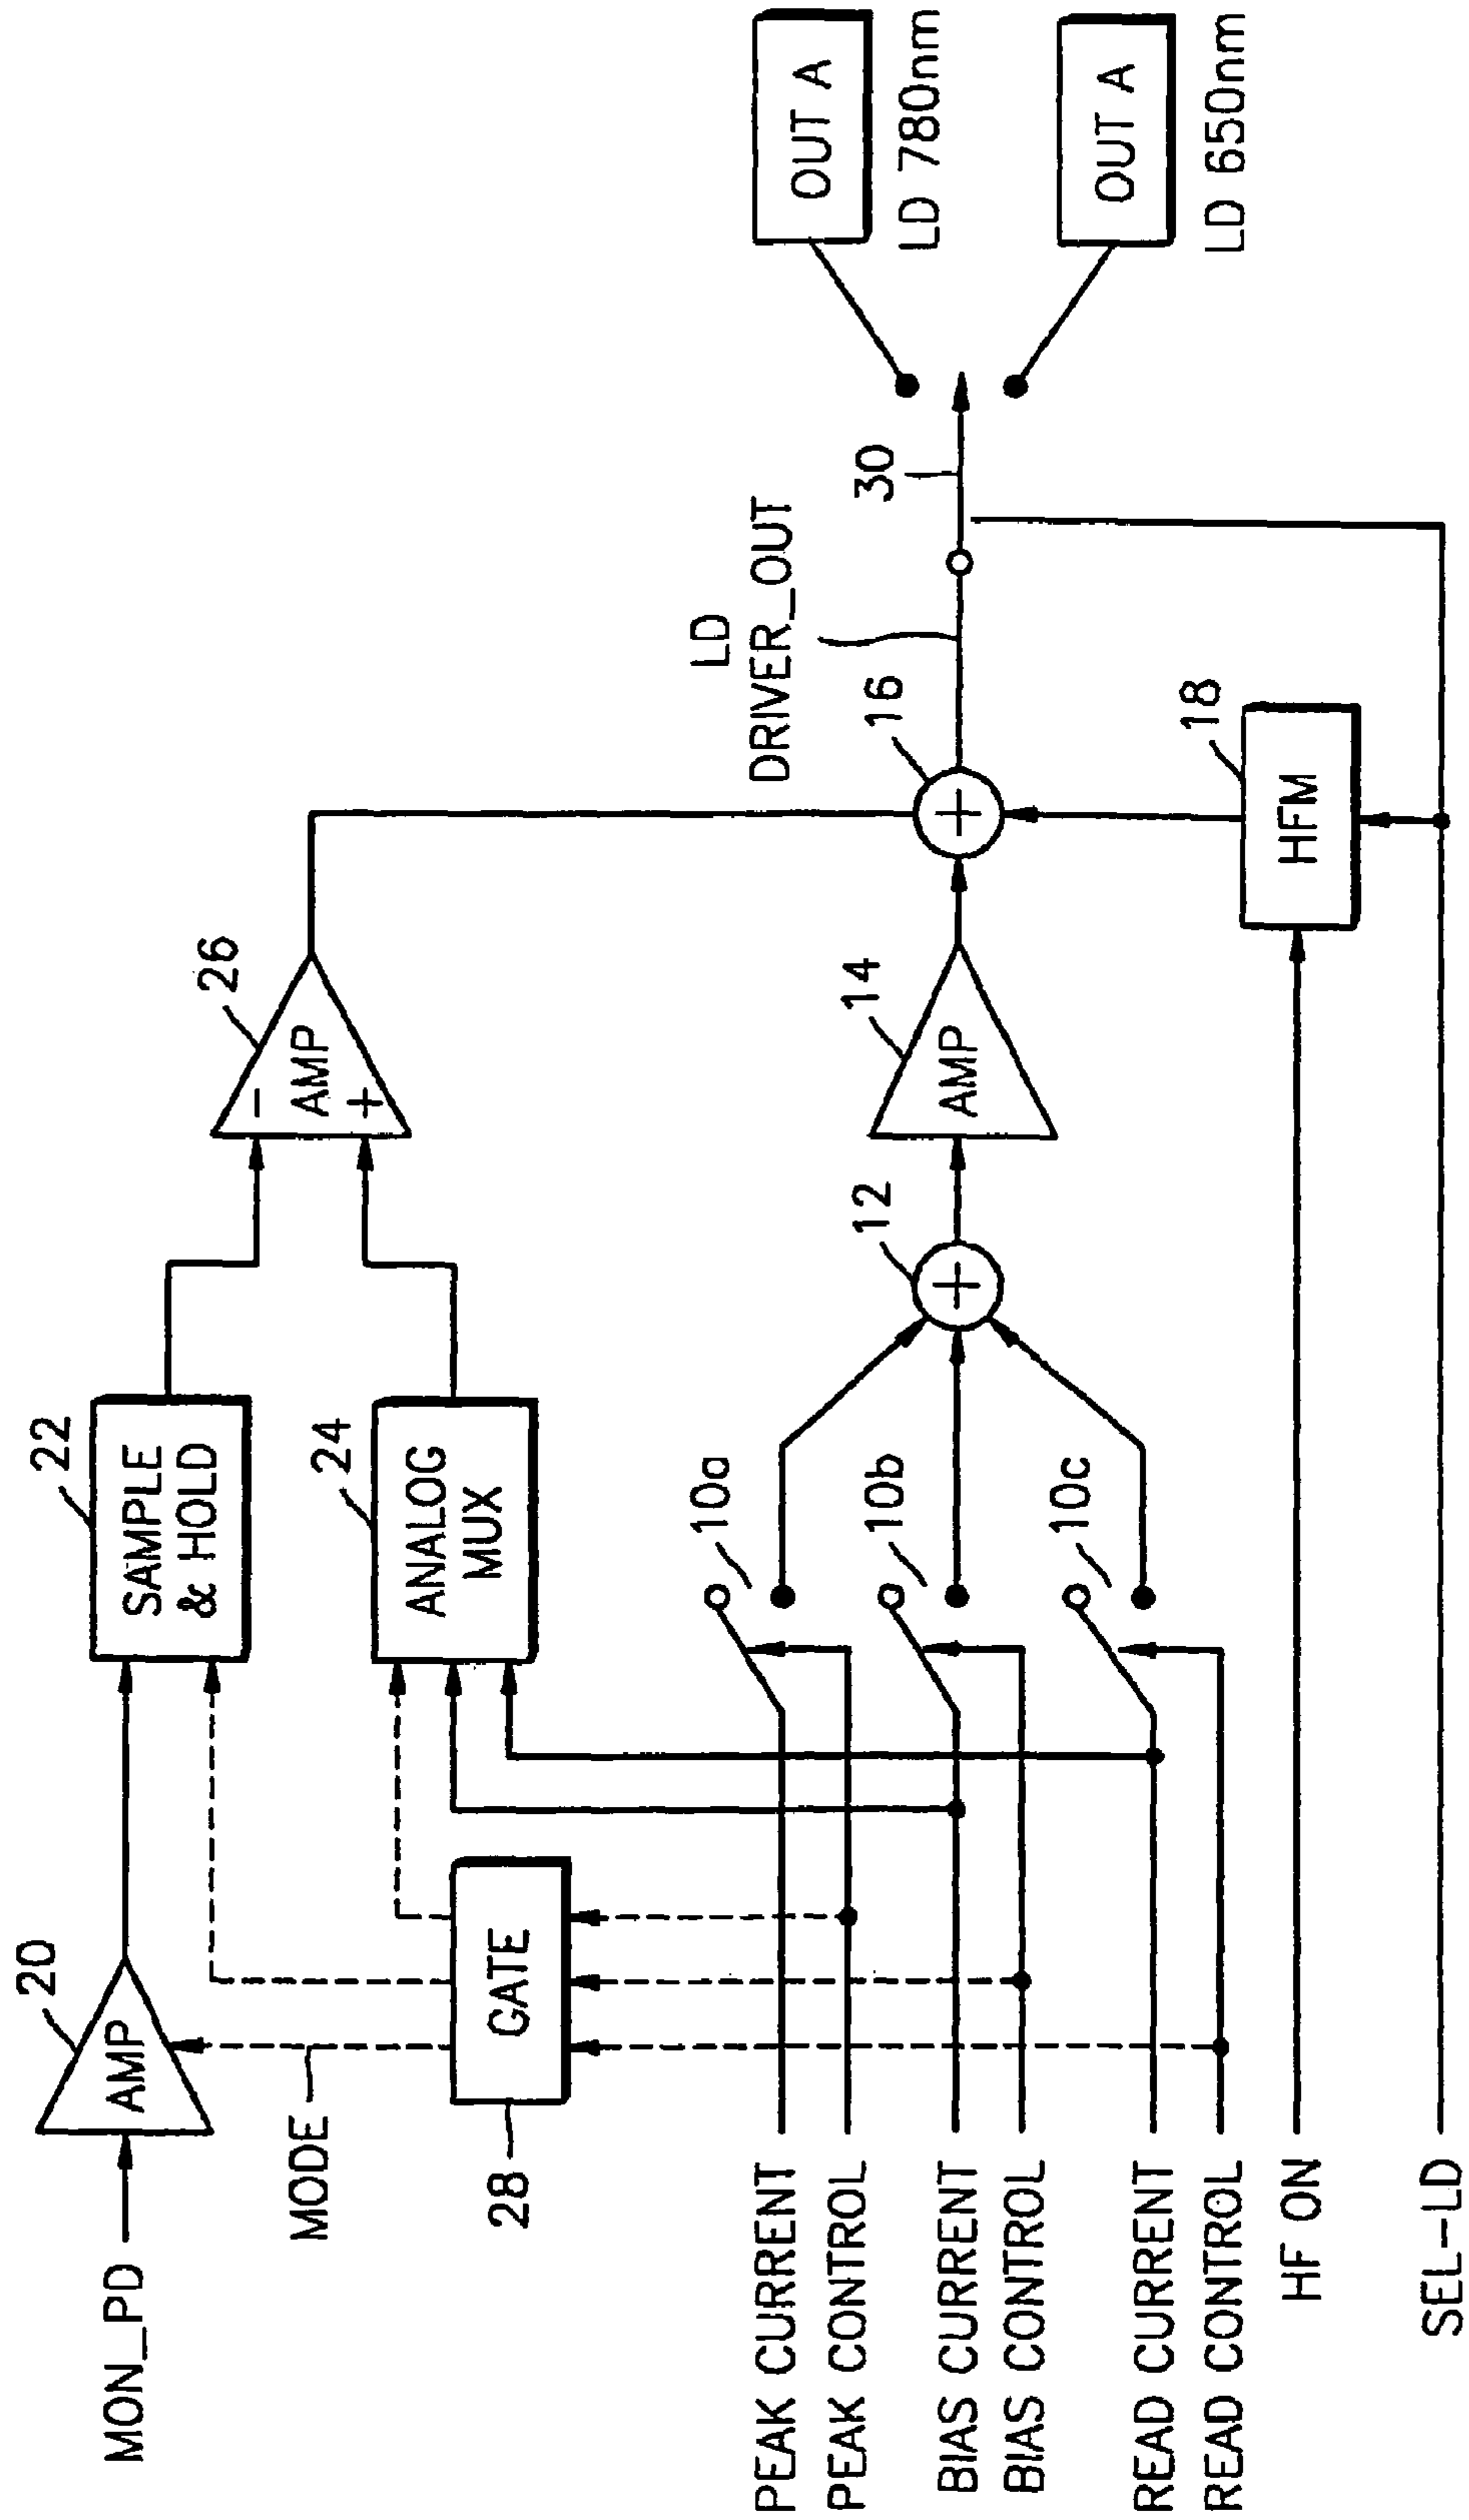 MON_PD
AMP
20
MODE
GATE
28
SAMPLE
& HOLD
22
ANALOG
MUX
24
-
AMP
+
26
PEAK CURRENT
PEAK CONTROL
BIAS CURRENT
BIAS CONTROL
READ CURRENT
READ CONTROL
HF ON
SEL-LD
10a
10b
10c
12
+
AMP
14
+
16
HFM
18
LD
DRIVER_OUT
30
OUT A
LD 780nm
OUT A
LD 650nm